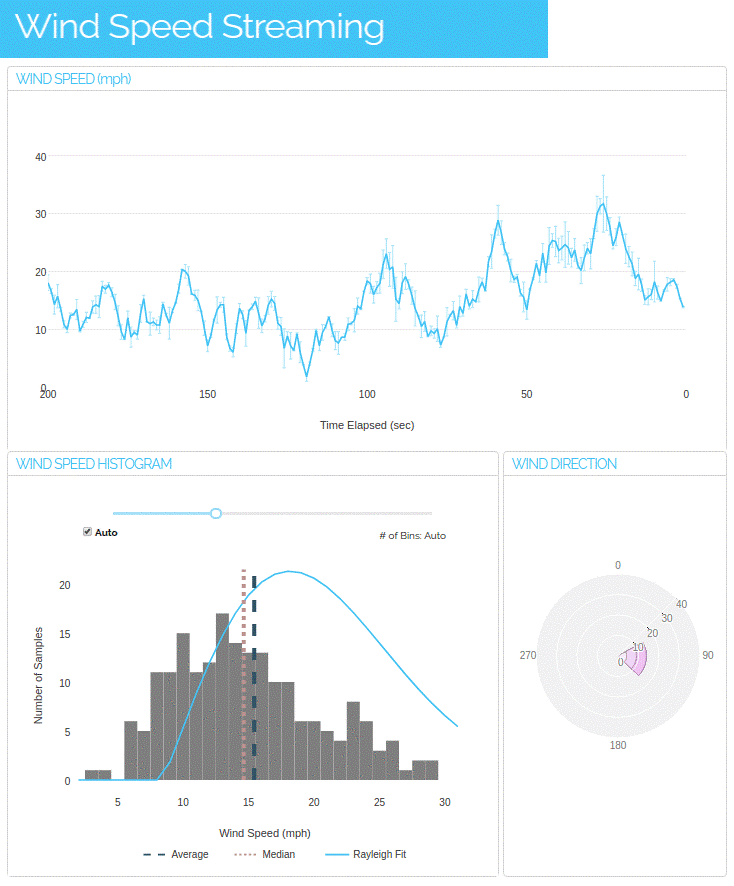 Wind Speed Streaming
WIND SPEED (mph)
40
30
20
10
0
200 150 100 50 0
Time Elapsed (sec)
WIND SPEED HISTOGRAM
Auto
# of Bins: Auto
Number of Samples
20
15
10
5
0
5 10 15 20 25 30
Wind Speed (mph)
Average Median Rayleigh Fit
WIND DIRECTION
0
40
30
20
10
0
270
90
180